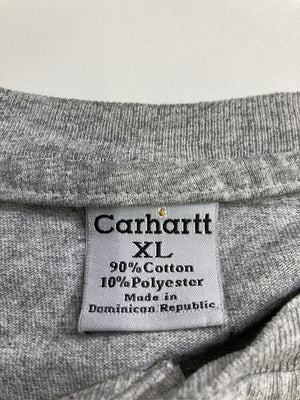 Carhartt
XL
90% Cotton
10% Polyester
Made in
Dominican Republic